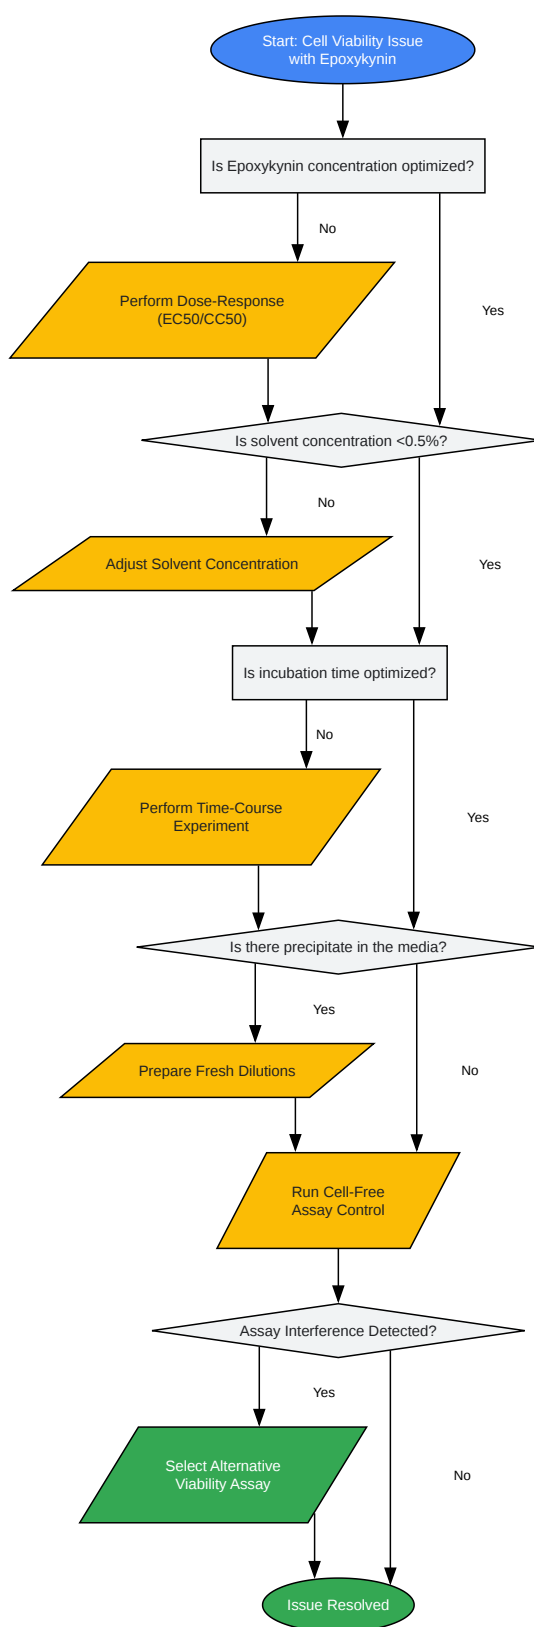 Start: Cell Viability Issue
with Epoxykynin
Is Epoxykynin concentration optimized?
No
Perform Dose-Response
(EC50/CC50)
Yes
Is solvent concentration <0.5%?
No
Adjust Solvent Concentration
Yes
Is incubation time optimized?
No
Perform Time-Course
Experiment
Yes
Is there precipitate in the media?
Yes
Prepare Fresh Dilutions
No
Run Cell-Free
Assay Control
Assay Interference Detected?
Yes
Select Alternative
Viability Assay
No
Issue Resolved